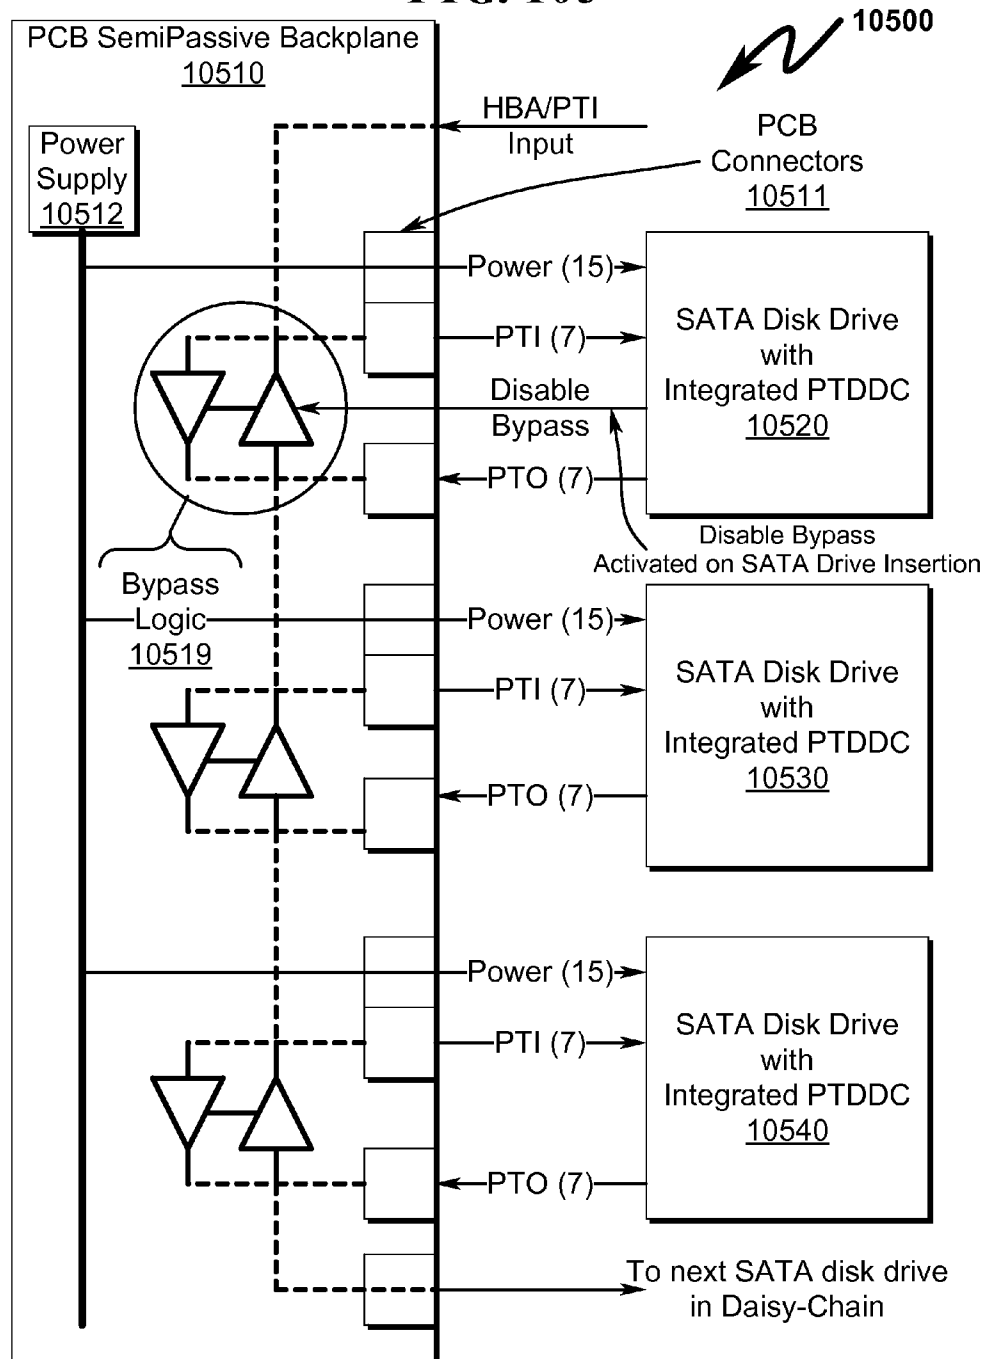 FIG. 105
PCB SemiPassive Backplane
10510
10500
HBA/PTI
Input
PCB
Connectors
10511
Power
Supply
10512
Power (15)
PTI (7)
Disable
Bypass
PTO (7)
SATA Disk Drive
with
Integrated PTDDC
10520
Disable Bypass
Activated on SATA Drive Insertion
Bypass
Logic
10519
Power (15)
PTI (7)
PTO (7)
SATA Disk Drive
with
Integrated PTDDC
10530
Power (15)
PTI (7)
PTO (7)
SATA Disk Drive
with
Integrated PTDDC
10540
To next SATA disk drive
in Daisy-Chain